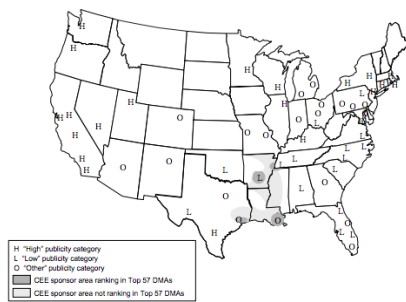 H
H
H
H
O
H
H
H
O
L
H
O
O
O
O
O
H
H
O
L
H
O
O
H
H
L
L
L
H
L
L
H
O
O
L
L
O
L
O
L
L
O
O
H
L
O
L
O
H "High" publicity category
L "Low" publicity category
O "Other" publicity category
CEE sponsor area ranking in Top 57 DMAs
CEE sponsor area not ranking in Top 57 DMAs